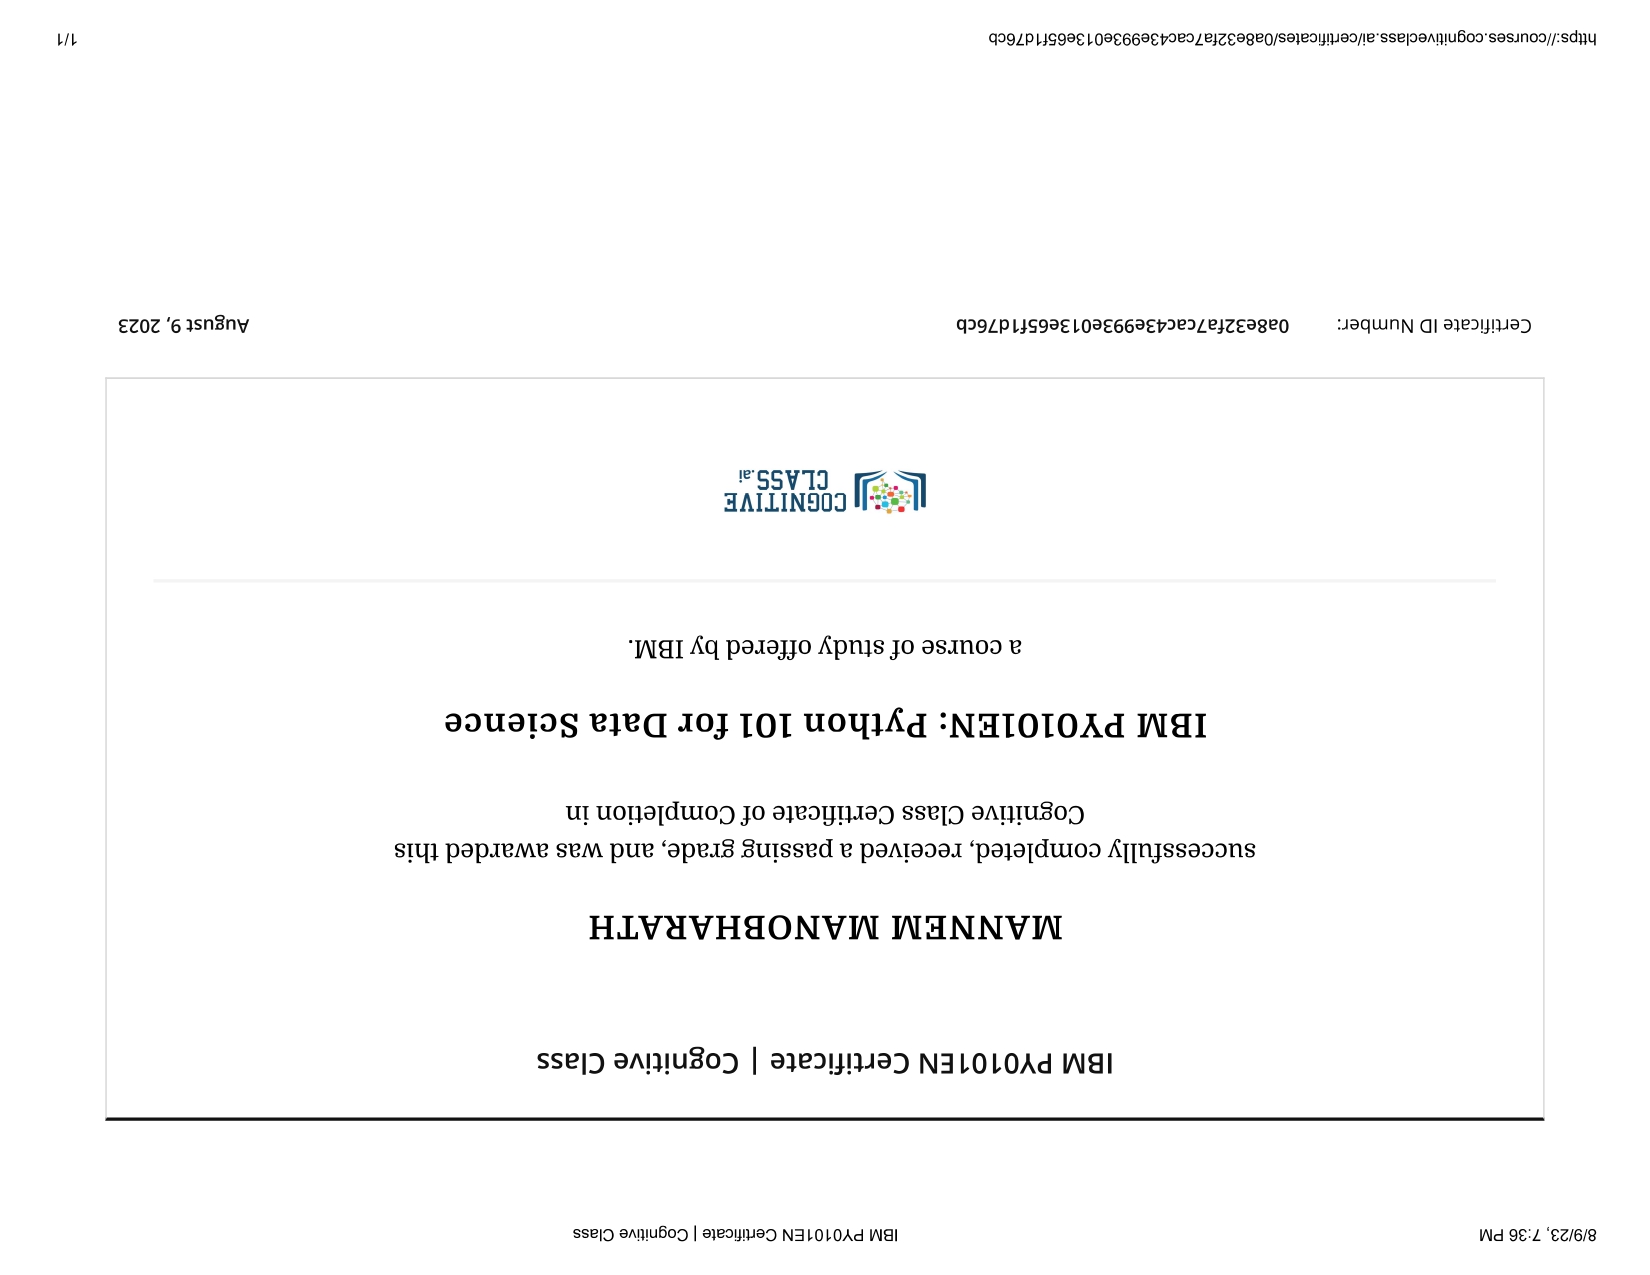 8/9/23, 7:36 PM
IBM PY0101EN Certificate | Cognitive Class
IBM PY0101EN Certificate | Cognitive Class
MANNEM MANOBHARATH
successfully completed, received a passing grade, and was awarded this
Cognitive Class Certificate of Completion in
IBM PY0101EN: Python 101 for Data Science
a course of study offered by IBM.
COGNITIVE
CLASS.ai
Certificate ID Number: 0a8e32fa7cac43e993e013e65f1d76cb
August 9, 2023
https://courses.cognitiveclass.ai/certificates/0a8e32fa7cac43e993e013e65f1d76cb
1/1